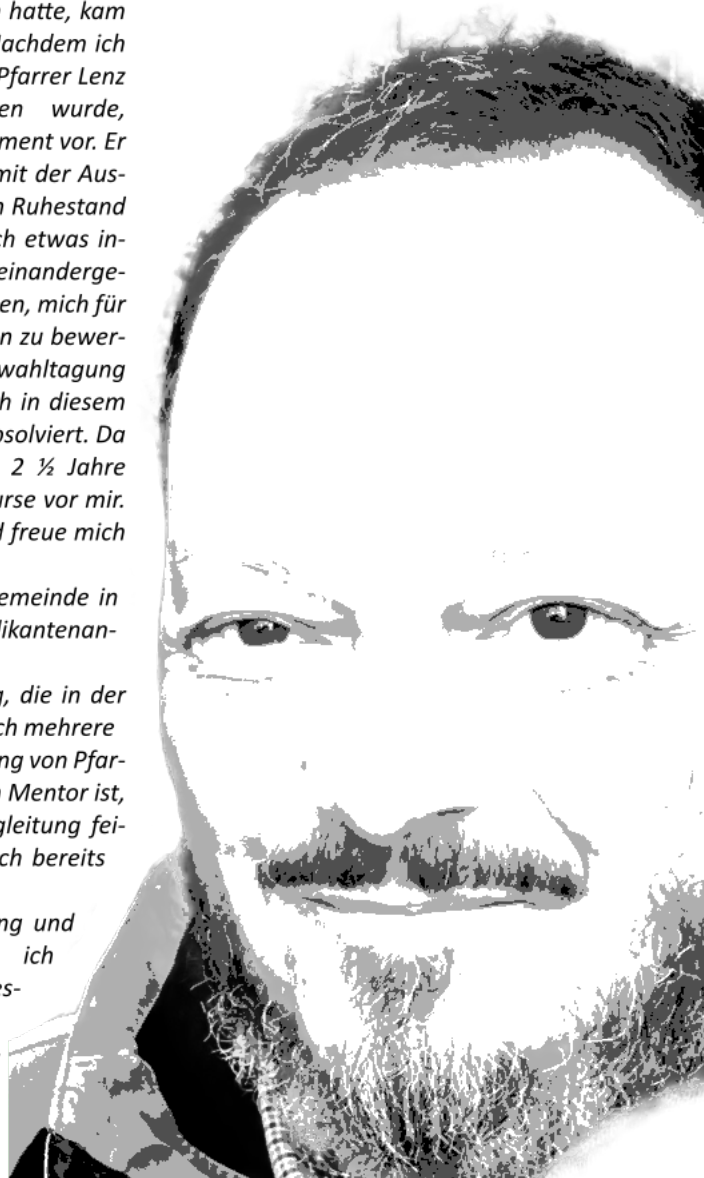 hatte, kam
Nachdem ich
Pfarrer Lenz
en wurde,
ment vor. Er
mit der Aus-
n Ruhestand
ch etwas in-
einanderge-
en, mich für
n zu bewer-
wahltagung
h in diesem
bsolviert. Da
2 ½ Jahre
urse vor mir.
d freue mich
emeinde in
dikantenan-
g, die in der
ch mehrere
ng von Pfar-
n Mentor ist,
gleitung fei-
ch bereits
ng und
ich
es-